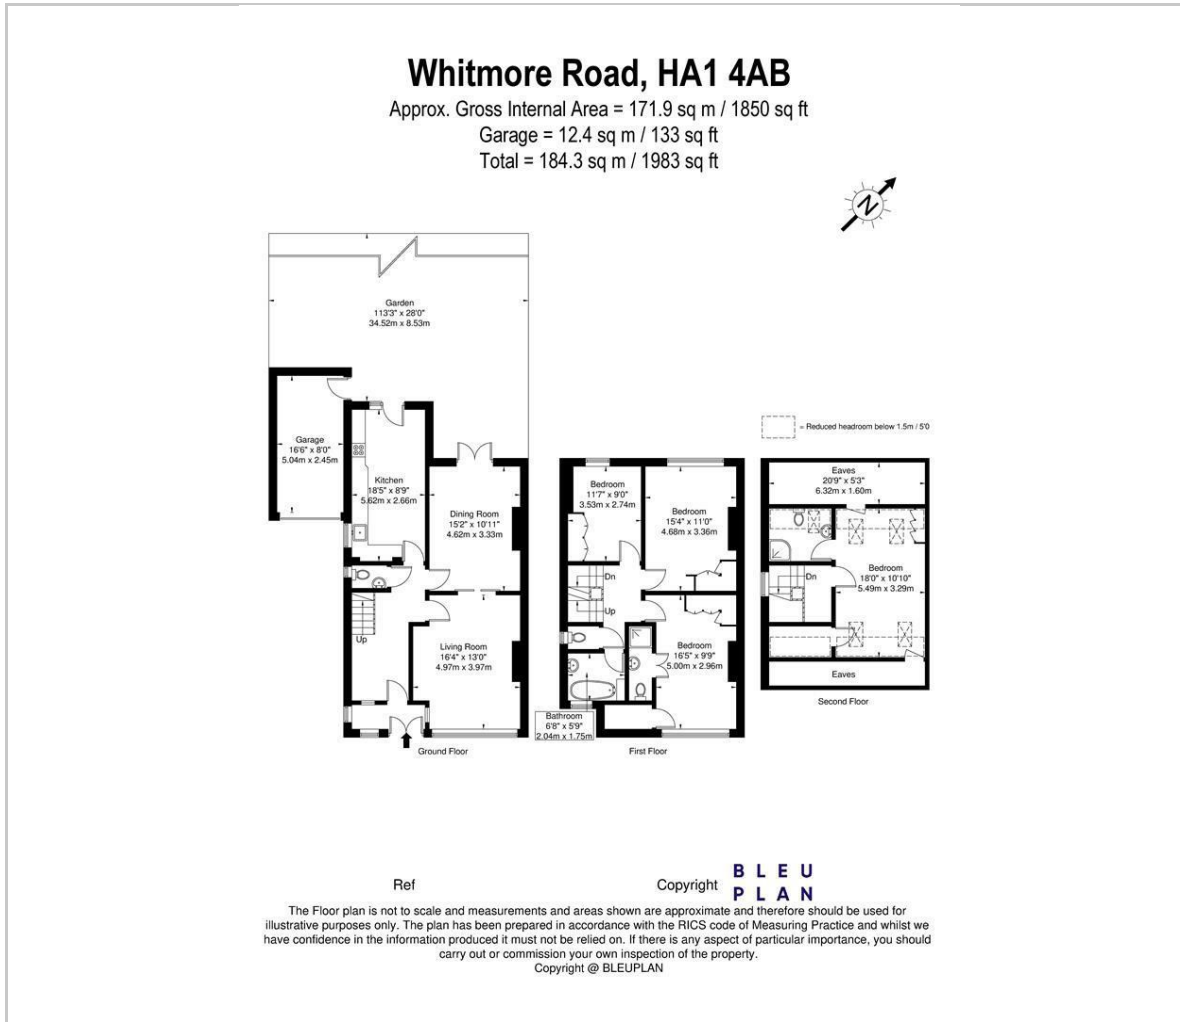 Whitmore Road, HA1 4AB
Approx. Gross Internal Area = 171.9 sq m / 1850 sq ft
Garage = 12.4 sq m / 133 sq ft
Total = 184.3 sq m / 1983 sq ft
N
Garden
113'3" x 28'0"
34.52m x 8.53m
Garage
16'6" x 8'0"
5.04m x 2.45m
Kitchen
18'5" x 8'9"
5.62m x 2.66m
Dining Room
15'2" x 10'11"
4.62m x 3.33m
Up
Living Room
16'4" x 13'0"
4.97m x 3.97m
Ground Floor
Bedroom
11'7" x 9'0"
3.53m x 2.74m
Bedroom
15'4" x 11'0"
4.68m x 3.36m
Dn
Up
Bedroom
16'5" x 9'9"
5.00m x 2.96m
Bathroom
6'8" x 5'9"
2.04m x 1.75m
First Floor
= Reduced headroom below 1.5m / 5'0
Eaves
20'9" x 5'3"
6.32m x 1.60m
Dn
Bedroom
18'0" x 10'10"
5.49m x 3.29m
Eaves
Second Floor
Ref
Copyright
BLEU
PLAN
The Floor plan is not to scale and measurements and areas shown are approximate and therefore should be used for
illustrative purposes only. The plan has been prepared in accordance with the RICS code of Measuring Practice and whilst we
have confidence in the information produced it must not be relied on. If there is any aspect of particular importance, you should
carry out or commission your own inspection of the property.
Copyright @ BLEUPLAN